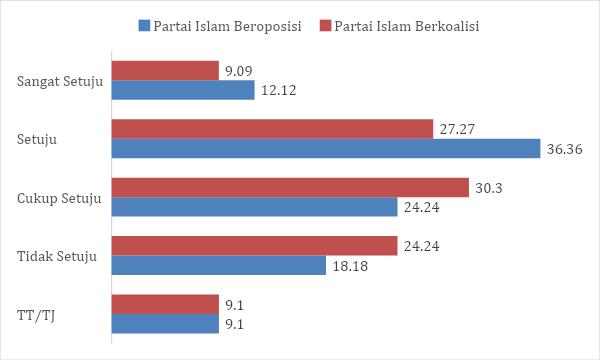 Partai Islam Beroposisi Partai Islam Berkoalisi
Sangat Setuju 9.09
12.12
Setuju 27.27
36.36
Cukup Setuju 30.3
24.24
Tidak Setuju 24.24
18.18
TT/TJ 9.1
9.1